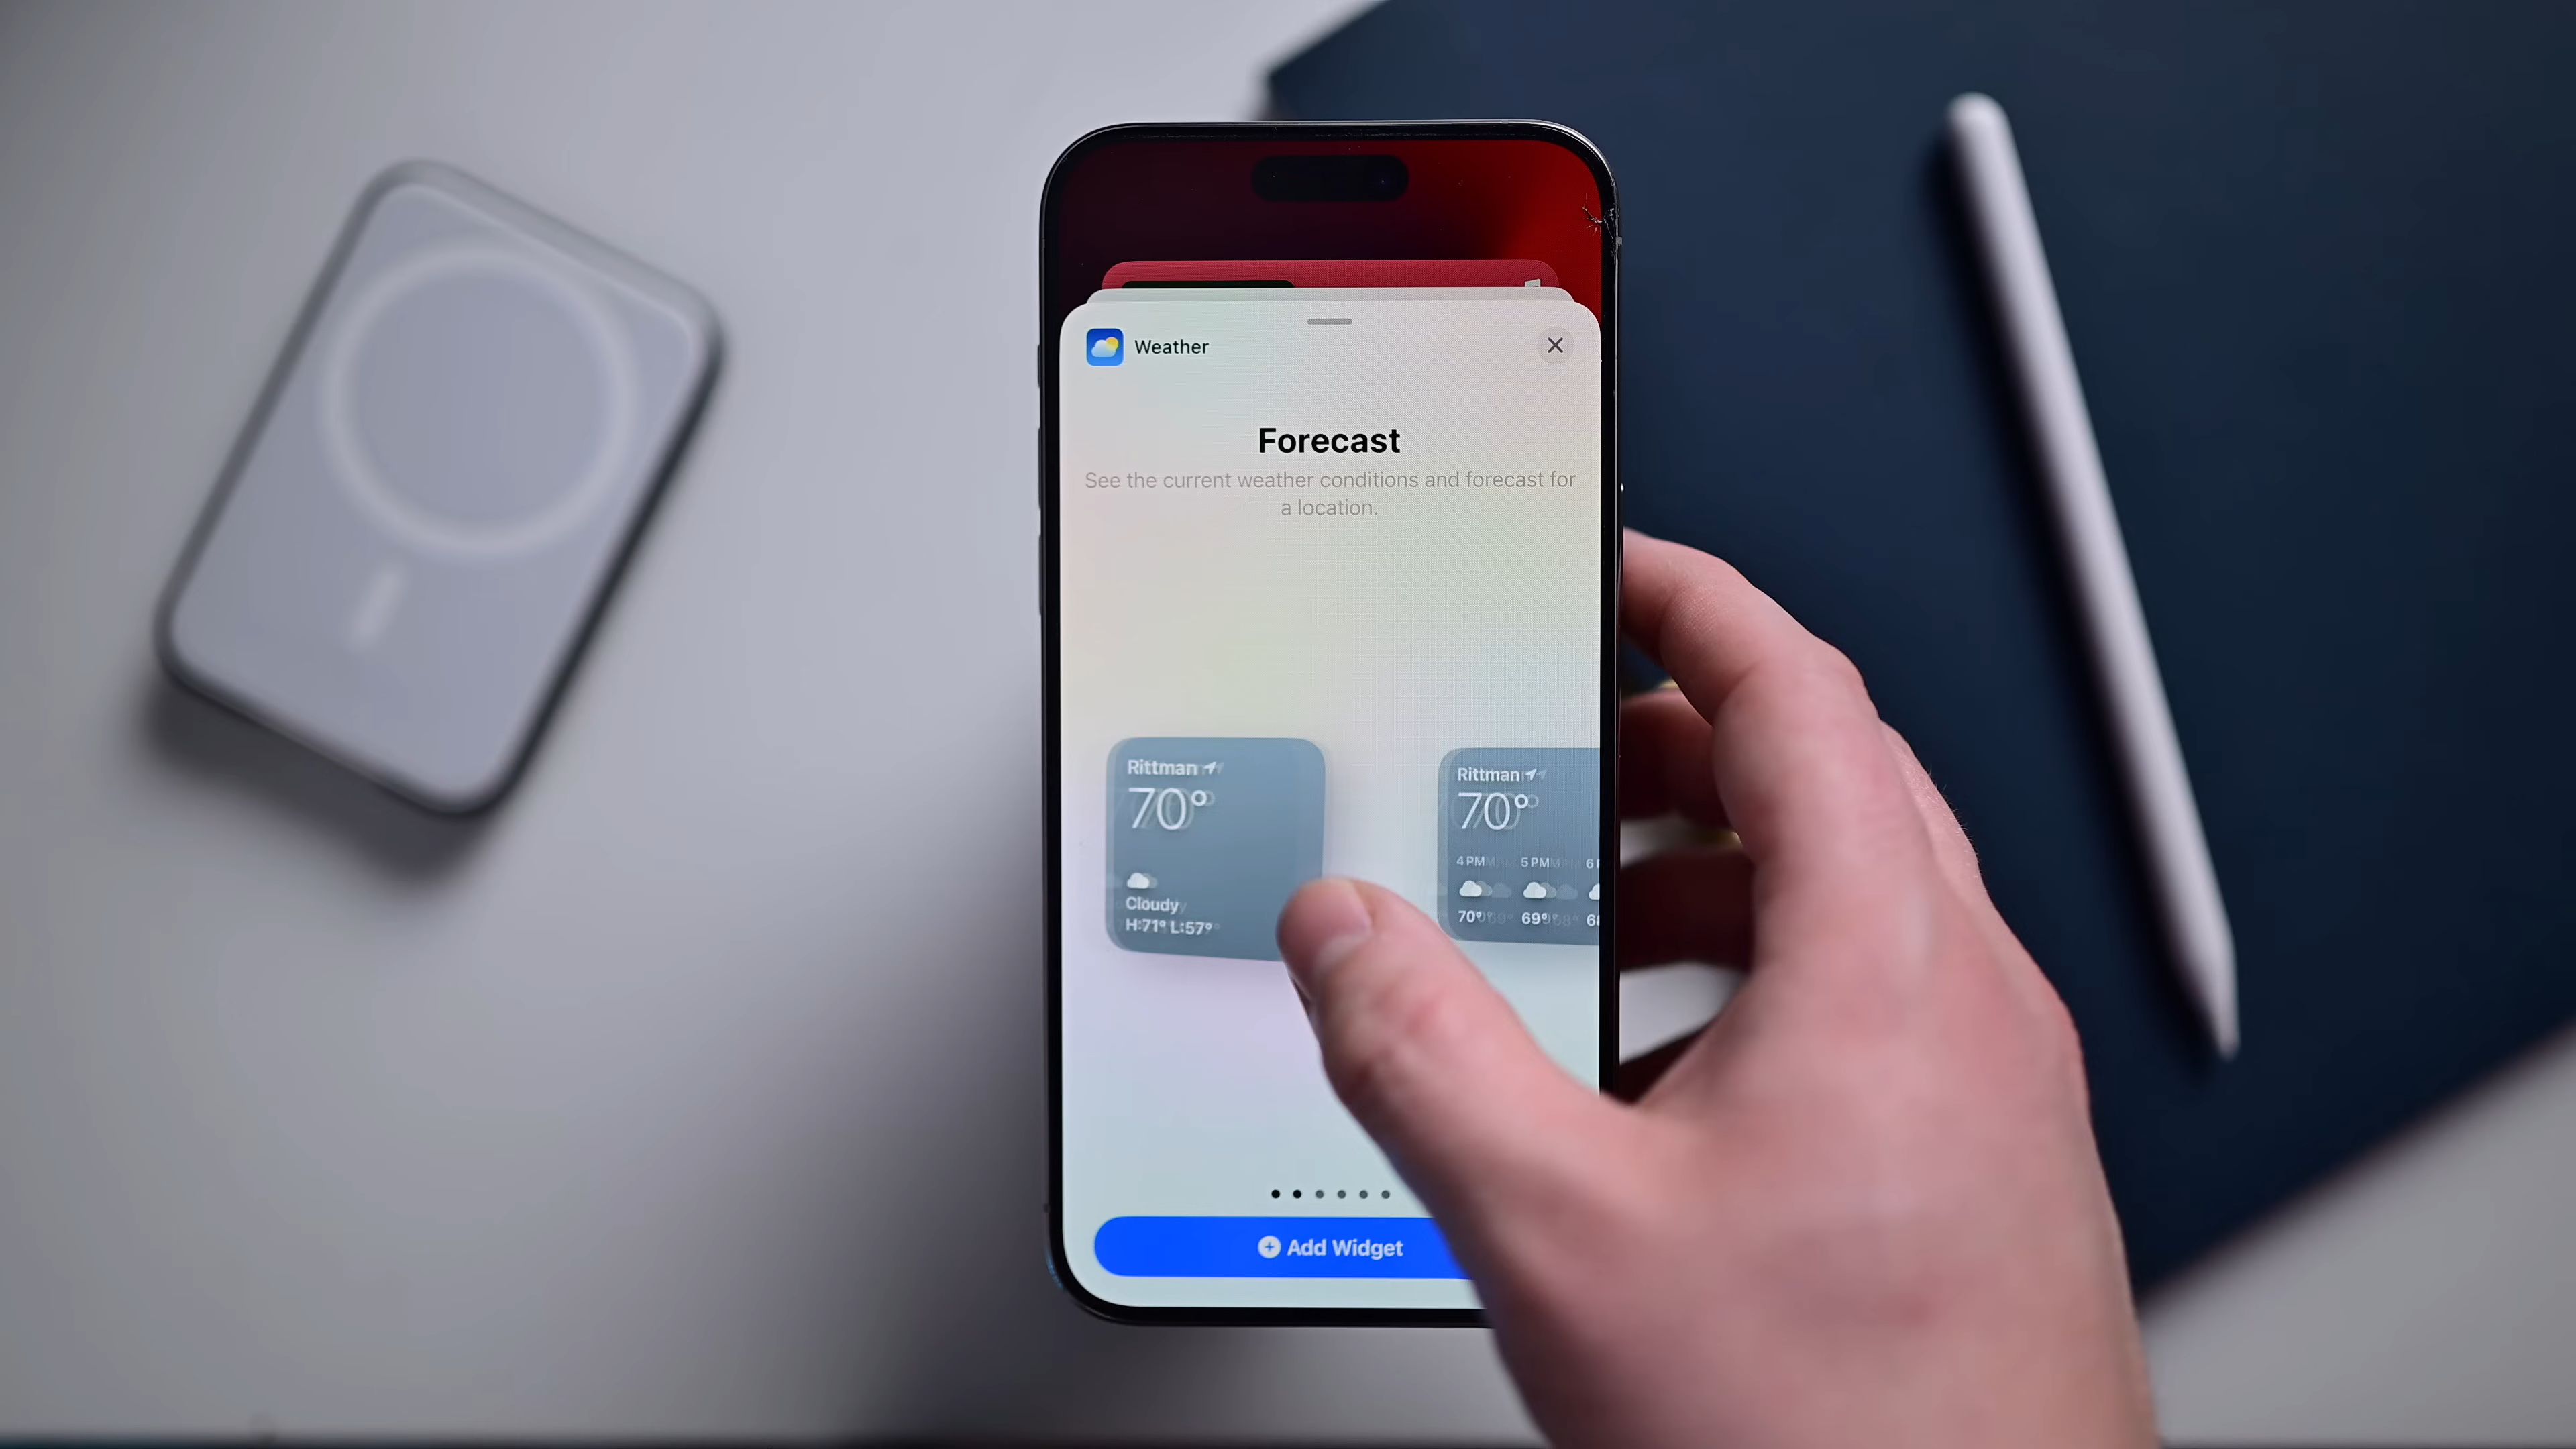 Weather
Forecast
See the current weather conditions and forecast for
a location.
Rittman
70°
Cloudy
H:71° L:57°
Rittman
70°
4 PM 5 PM
70° 69°
Add Widget